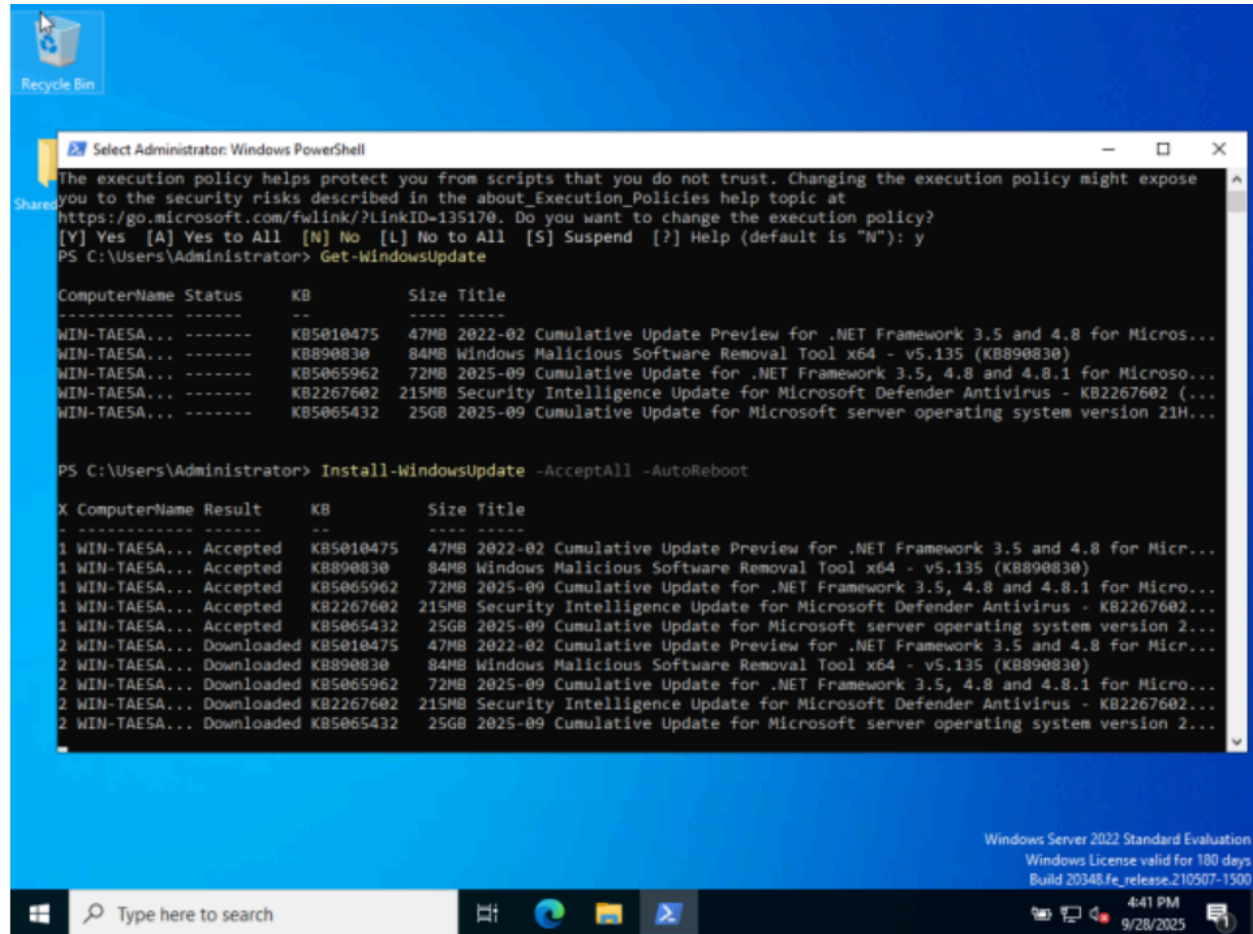 Recycle Bin
Shared
Select Administrator: Windows PowerShell
The execution policy helps protect you from scripts that you do not trust. Changing the execution policy might expose
you to the security risks described in the about_Execution_Policies help topic at
https:/go.microsoft.com/fwlink/?LinkID=135170. Do you want to change the execution policy?
[Y] Yes  [A] Yes to All  [N] No  [L] No to All  [S] Suspend  [?] Help (default is "N"): y
PS C:\Users\Administrator> Get-WindowsUpdate
ComputerName Status     KB          Size Title
------------ ------     --          ---- -----
WIN-TAE5A... -------    KB5010475   47MB 2022-02 Cumulative Update Preview for .NET Framework 3.5 and 4.8 for Micros...
WIN-TAE5A... -------    KB890830    84MB Windows Malicious Software Removal Tool x64 - v5.135 (KB890830)
WIN-TAE5A... -------    KB5065962   72MB 2025-09 Cumulative Update for .NET Framework 3.5, 4.8 and 4.8.1 for Microso...
WIN-TAE5A... -------    KB2267602  215MB Security Intelligence Update for Microsoft Defender Antivirus - KB2267602 (...
WIN-TAE5A... -------    KB5065432   25GB 2025-09 Cumulative Update for Microsoft server operating system version 21H...
PS C:\Users\Administrator> Install-WindowsUpdate -AcceptAll -AutoReboot
X ComputerName Result     KB          Size Title
- ------------ ------     --          ---- -----
1 WIN-TAE5A... Accepted   KB5010475   47MB 2022-02 Cumulative Update Preview for .NET Framework 3.5 and 4.8 for Micr...
1 WIN-TAE5A... Accepted   KB890830    84MB Windows Malicious Software Removal Tool x64 - v5.135 (KB890830)
1 WIN-TAE5A... Accepted   KB5065962   72MB 2025-09 Cumulative Update for .NET Framework 3.5, 4.8 and 4.8.1 for Micro...
1 WIN-TAE5A... Accepted   KB2267602  215MB Security Intelligence Update for Microsoft Defender Antivirus - KB2267602...
1 WIN-TAE5A... Accepted   KB5065432   25GB 2025-09 Cumulative Update for Microsoft server operating system version 2...
2 WIN-TAE5A... Downloaded KB5010475   47MB 2022-02 Cumulative Update Preview for .NET Framework 3.5 and 4.8 for Micr...
2 WIN-TAE5A... Downloaded KB890830    84MB Windows Malicious Software Removal Tool x64 - v5.135 (KB890830)
2 WIN-TAE5A... Downloaded KB5065962   72MB 2025-09 Cumulative Update for .NET Framework 3.5, 4.8 and 4.8.1 for Micro...
2 WIN-TAE5A... Downloaded KB2267602  215MB Security Intelligence Update for Microsoft Defender Antivirus - KB2267602...
2 WIN-TAE5A... Downloaded KB5065432   25GB 2025-09 Cumulative Update for Microsoft server operating system version 2...
Windows Server 2022 Standard Evaluation
Windows License valid for 180 days
Build 20348.fe_release.210507-1500
Type here to search
4:41 PM
9/28/2025
1